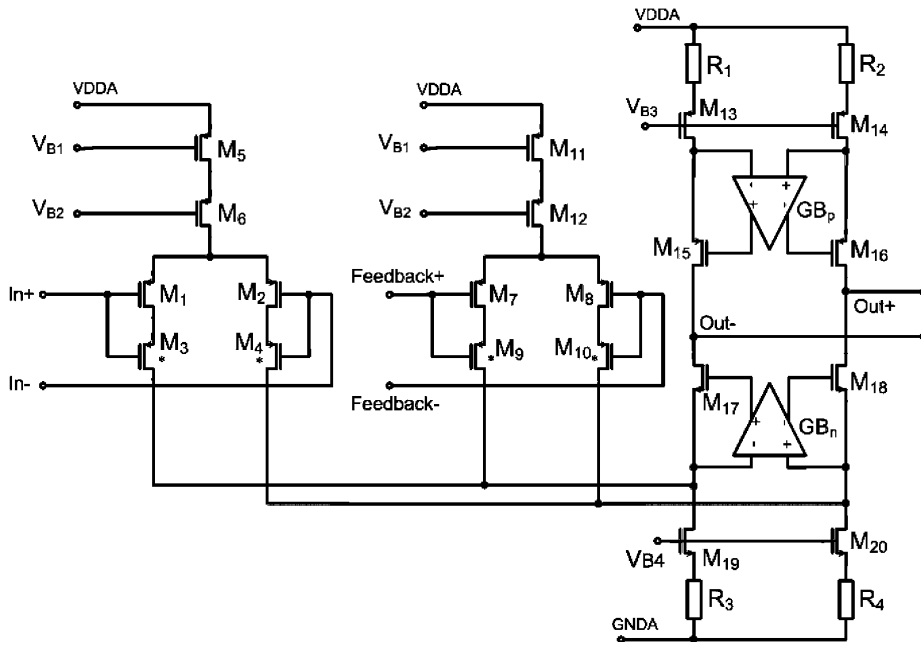 VDDA
R1
R2
VB3
M13
M14
VDDA
VB1
M5
VB2
M6
VDDA
VB1
M11
VB2
M12
- +
+ -
GBp
M15
M16
In+
M1
M2
M3
*
M4
*
In-
Feedback+
M7
M8
* M9
M10 *
Feedback-
Out+
Out-
M17
M18
+ -
- +
GBn
VB4
M19
M20
R3
R4
GNDA